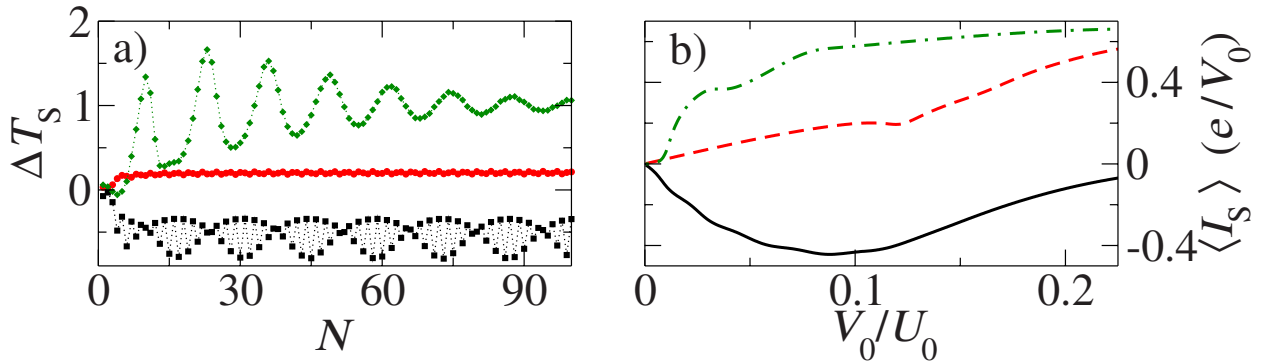 a)
2
1
0
ΔT_S
0 30 60 90
N
b)
0.4
0
-0.4
⟨I_S⟩ (e/V_0)
0 0.1 0.2
V_0/U_0